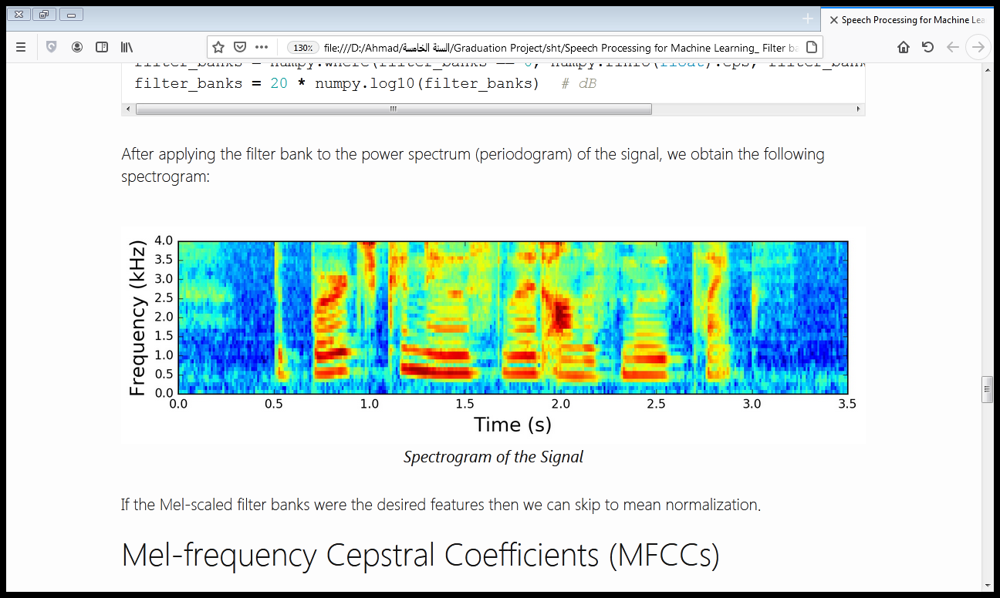 Speech Processing for Machine Lea
130% file:///D:/Ahmad/السنة الخامسة/Graduation Project/sht/Speech Processing for Machine Learning_ Filter ba
filter_banks = numpy.where(filter_banks == 0, numpy.finfo(float).eps, filter_bank
filter_banks = 20 * numpy.log10(filter_banks) # dB
After applying the filter bank to the power spectrum (periodogram) of the signal, we obtain the following
spectrogram:
Frequency (kHz)
4.0
3.5
3.0
2.5
2.0
1.5
1.0
0.5
0.0
0.0 0.5 1.0 1.5 2.0 2.5 3.0 3.5
Time (s)
Spectrogram of the Signal
If the Mel-scaled filter banks were the desired features then we can skip to mean normalization.
Mel-frequency Cepstral Coefficients (MFCCs)